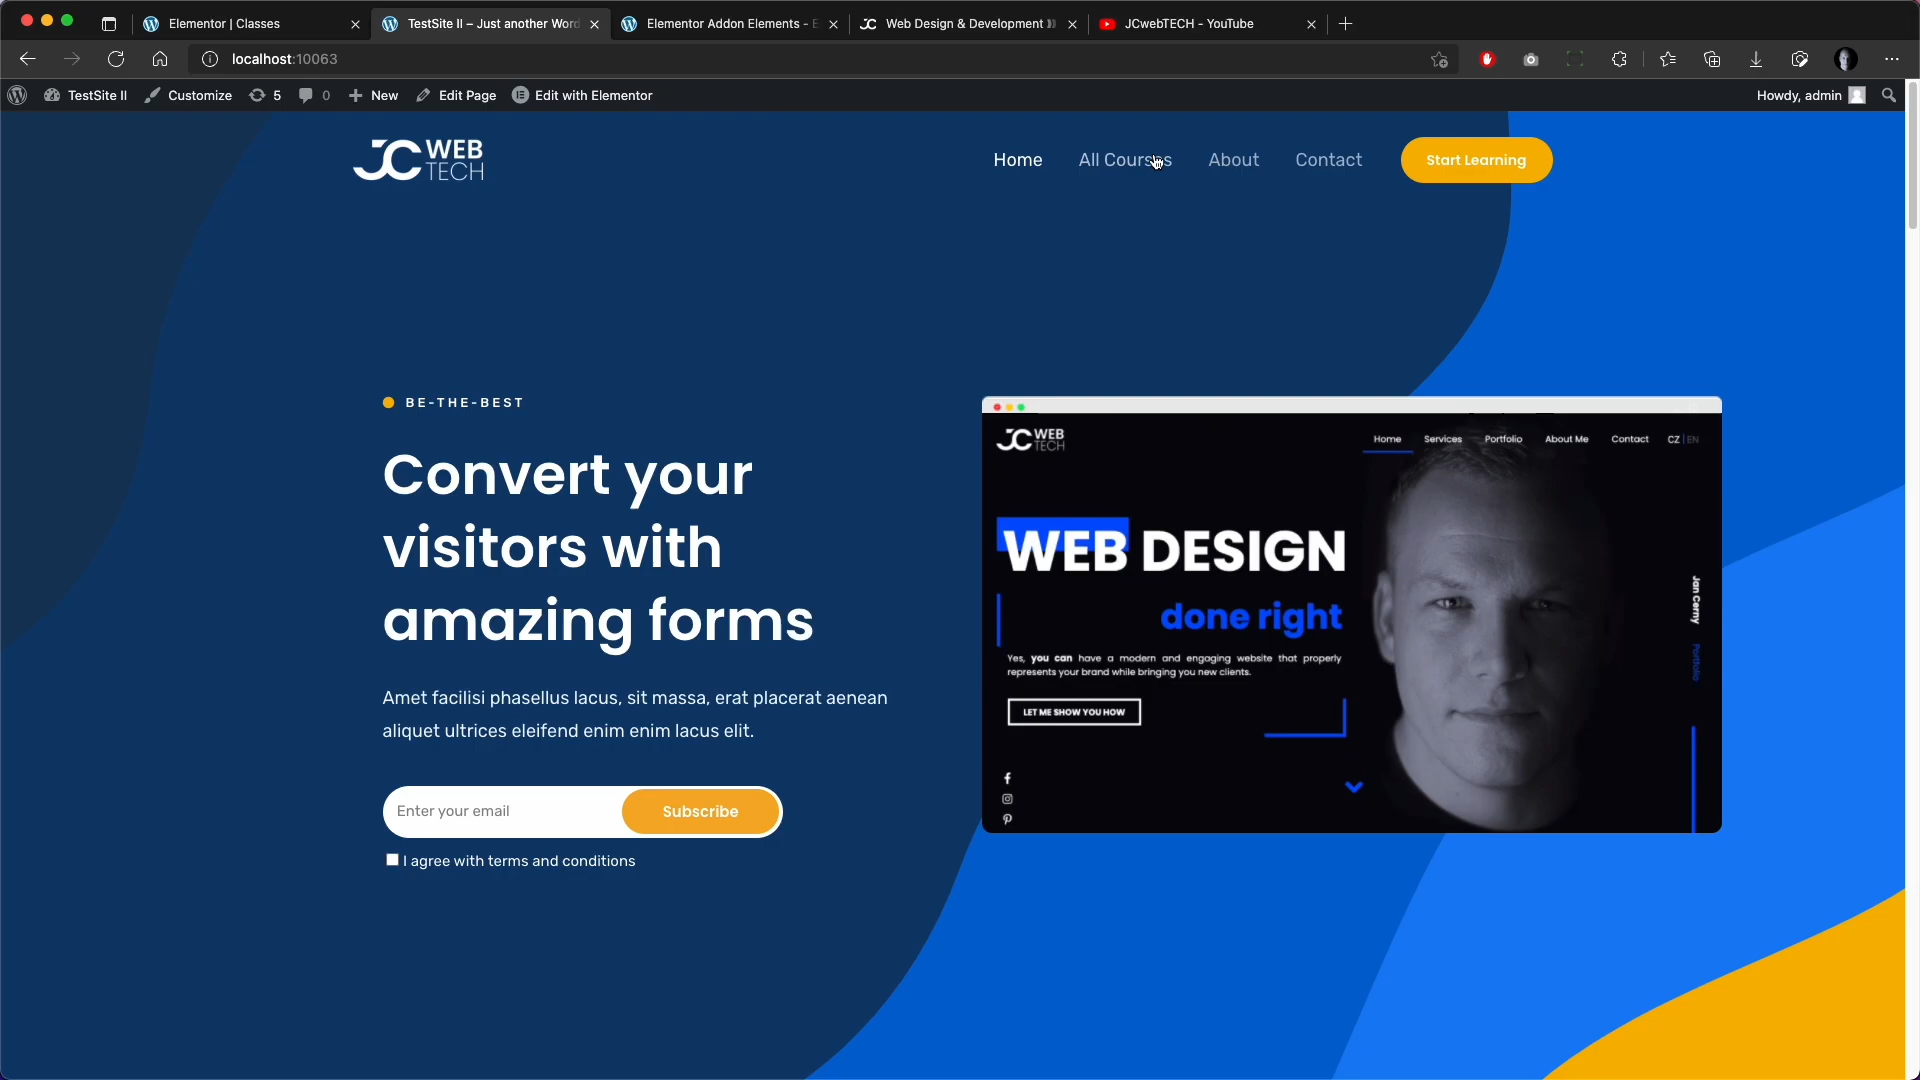 Elementor | Classes
TestSite II – Just another Word
Elementor Addon Elements - E
JC Web Design & Development
JCwebTECH - YouTube
localhost:10063
TestSite II
Customize
5
0
New
Edit Page
Edit with Elementor
Howdy, admin
JC WEB
TECH
Home
All Courses
About
Contact
Start Learning
BE-THE-BEST
Convert your
visitors with
amazing forms
Amet facilisi phasellus lacus, sit massa, erat placerat aenean
aliquet ultrices eleifend enim enim lacus elit.
Enter your email
Subscribe
I agree with terms and conditions
JC WEB
TECH
Home
Services
Portfolio
About Me
Contact
CZ | EN
WEB DESIGN
done right
Yes, you can have a modern and engaging website that properly
represents your brand while bringing you new clients.
LET ME SHOW YOU HOW
Jan Cerny
Portfolio